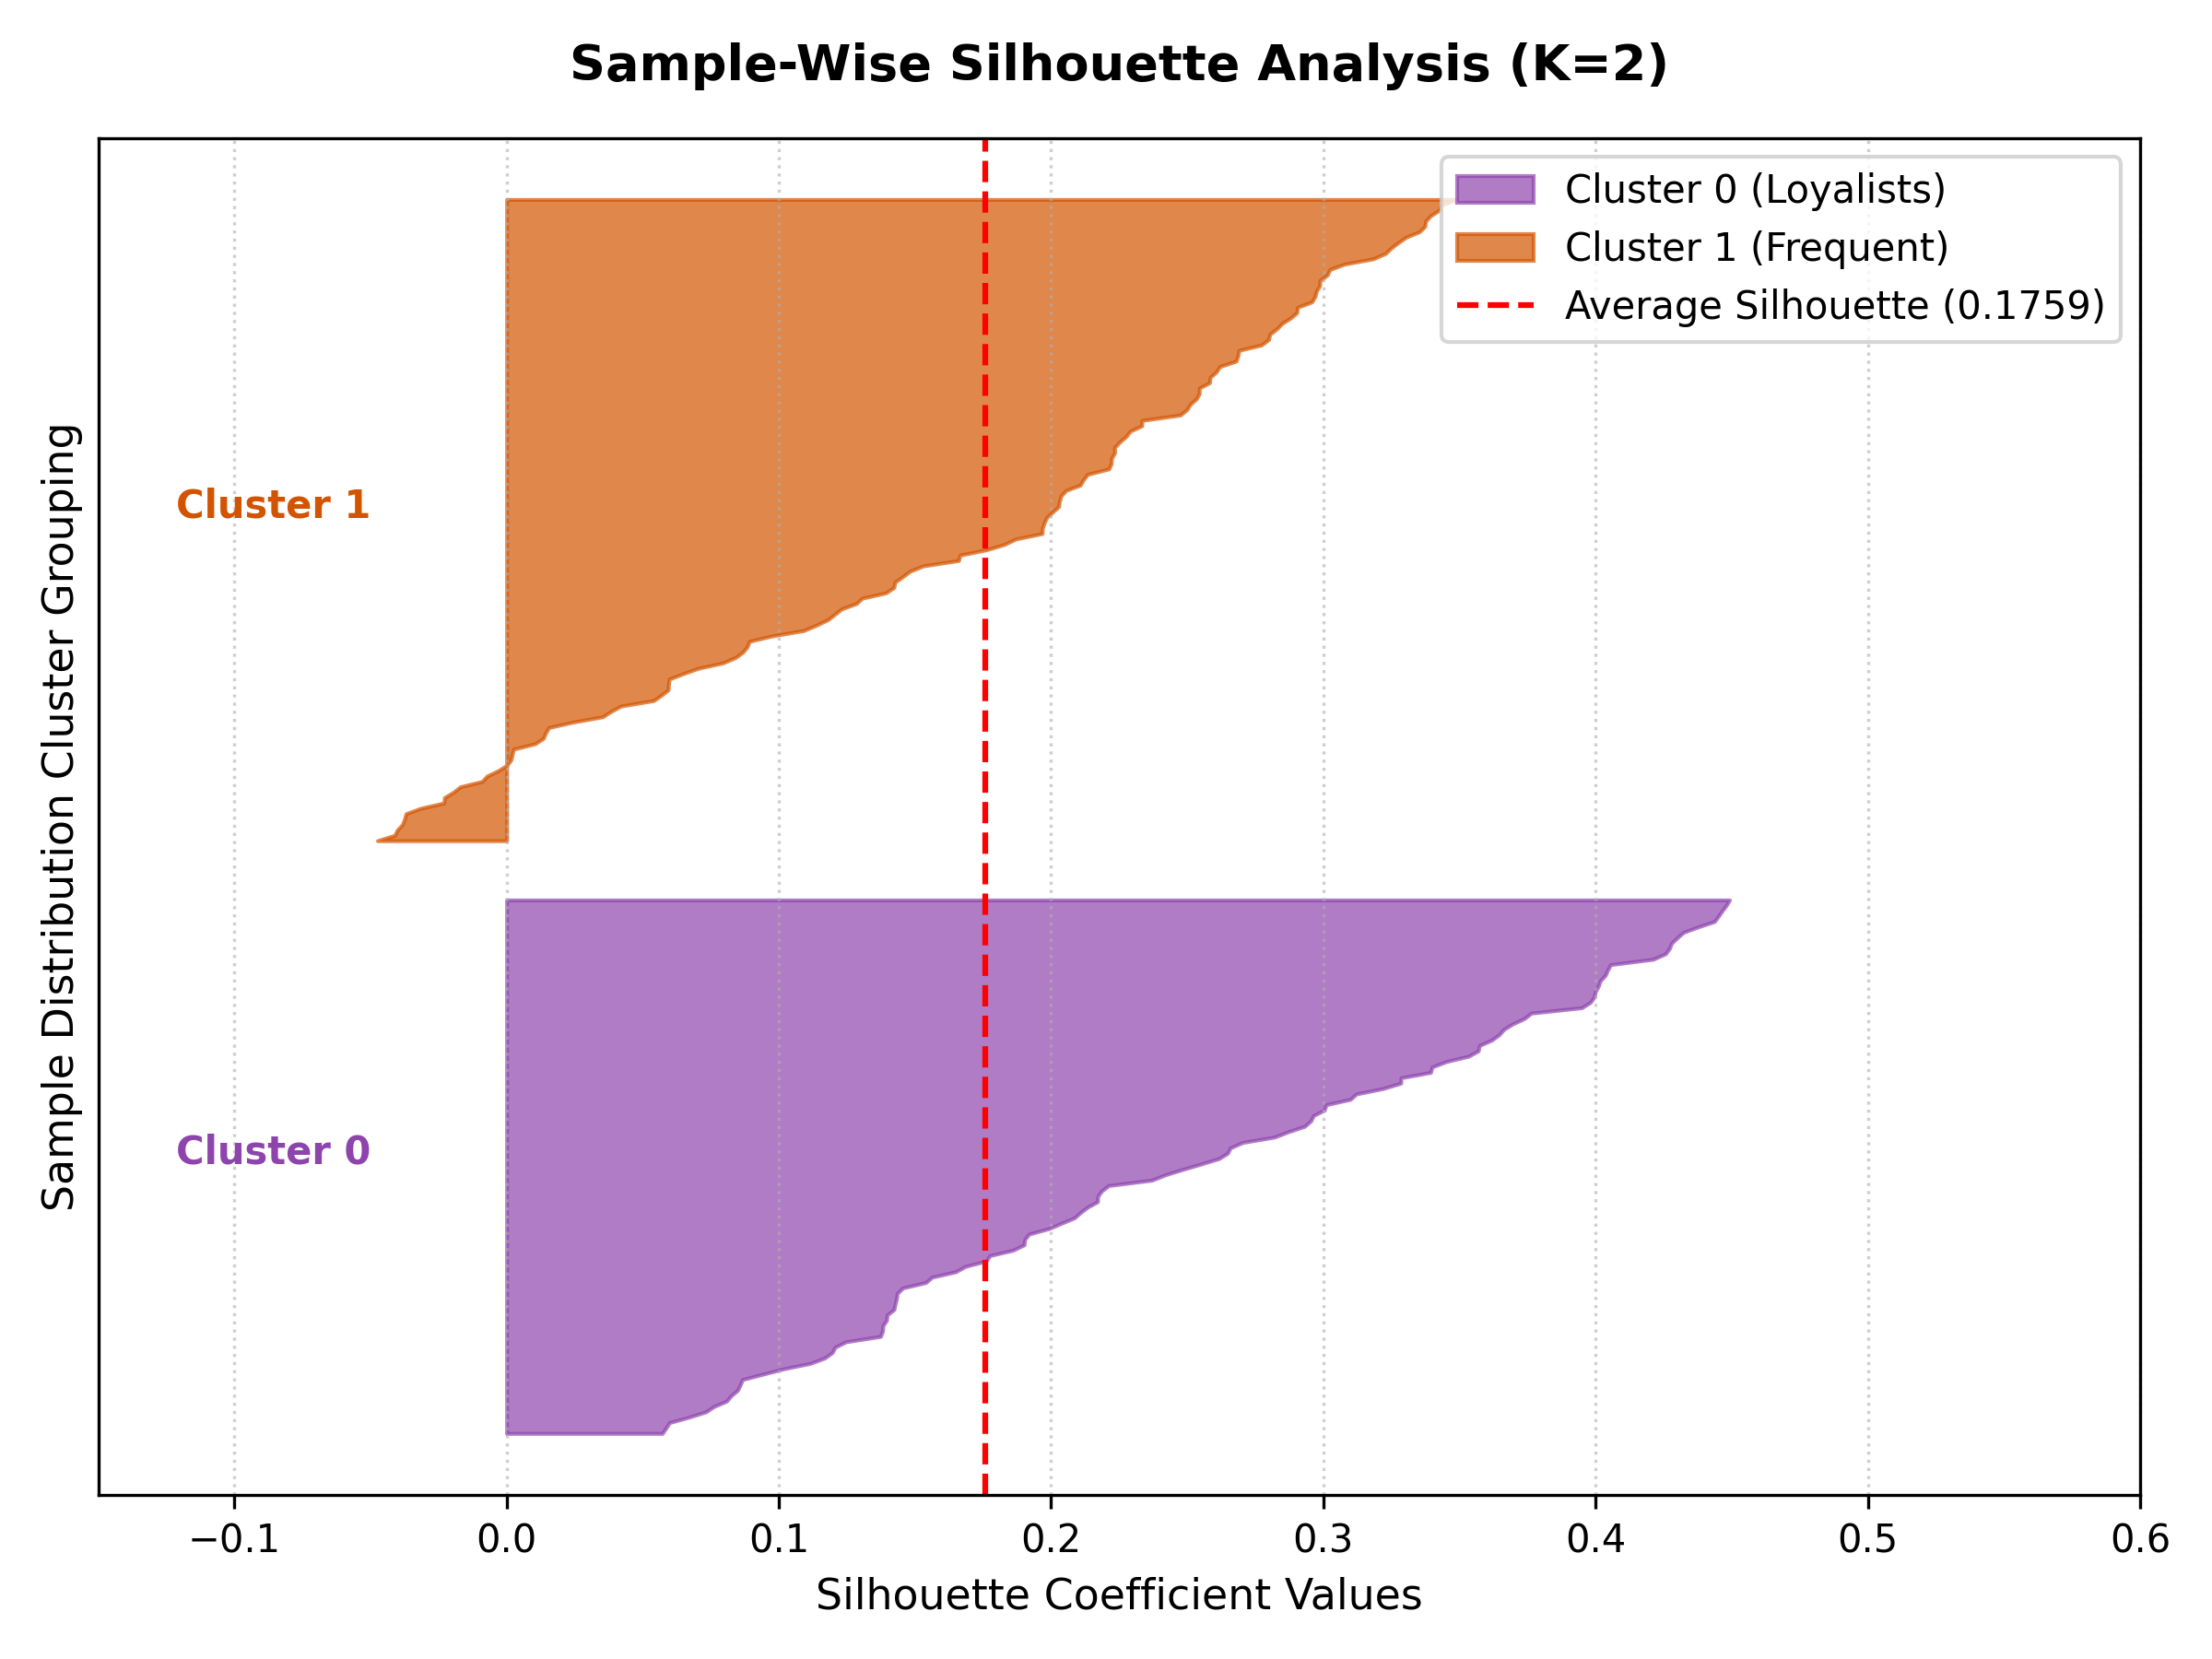 Sample-Wise Silhouette Analysis (K=2)
Cluster 0 (Loyalists)
Cluster 1 (Frequent)
Average Silhouette (0.1759)
Sample Distribution Cluster Grouping
Cluster 1
Cluster 0
−0.1 0.0 0.1 0.2 0.3 0.4 0.5 0.6
Silhouette Coefficient Values